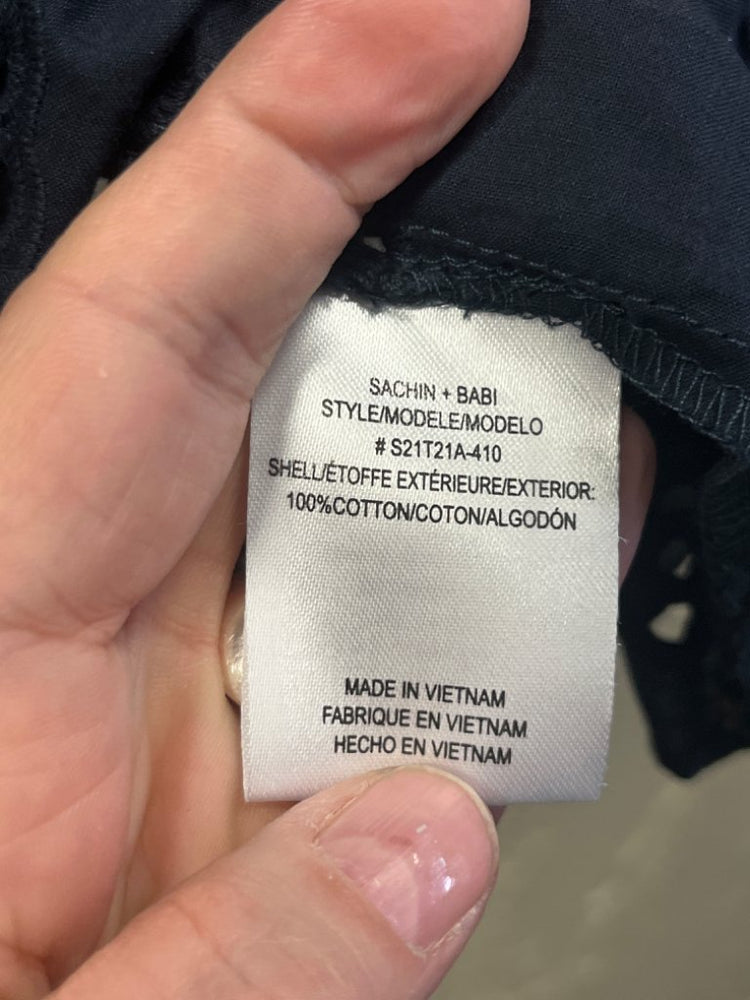 SACHIN + BABI
STYLE/MODELE/MODELO
# S21T21A-410
SHELL/ÉTOFFE EXTÉRIEURE/EXTERIOR:
100%COTTON/COTON/ALGODÓN
MADE IN VIETNAM
FABRIQUE EN VIETNAM
HECHO EN VIETNAM